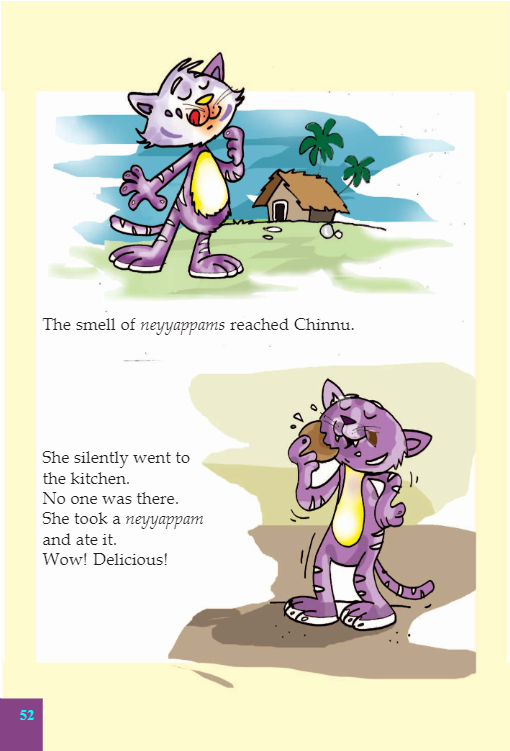 The smell of neyyappams reached Chinnu.
She silently went to
the kitchen.
No one was there.
She took a neyyappam
and ate it.
Wow! Delicious!
52